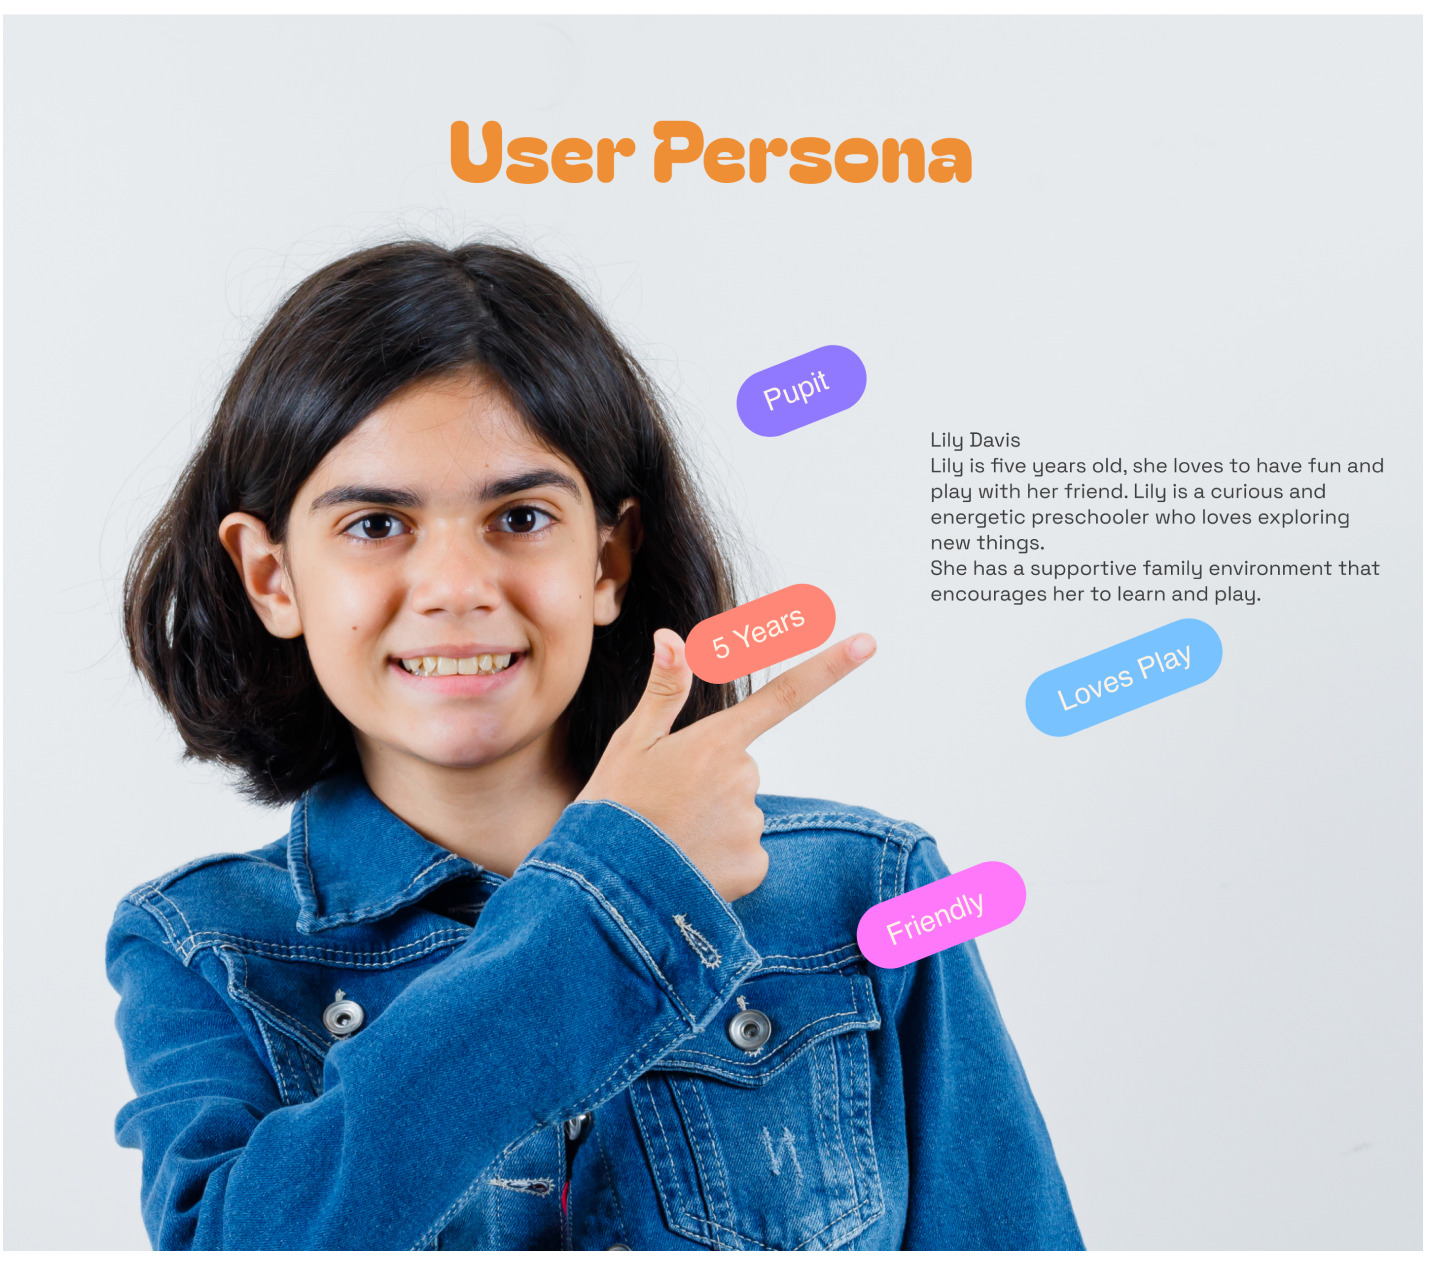 User Persona
Pupit
Lily Davis
Lily is five years old, she loves to have fun and
play with her friend. Lily is a curious and
energetic preschooler who loves exploring
new things.
She has a supportive family environment that
encourages her to learn and play.
5 Years
Loves Play
Friendly